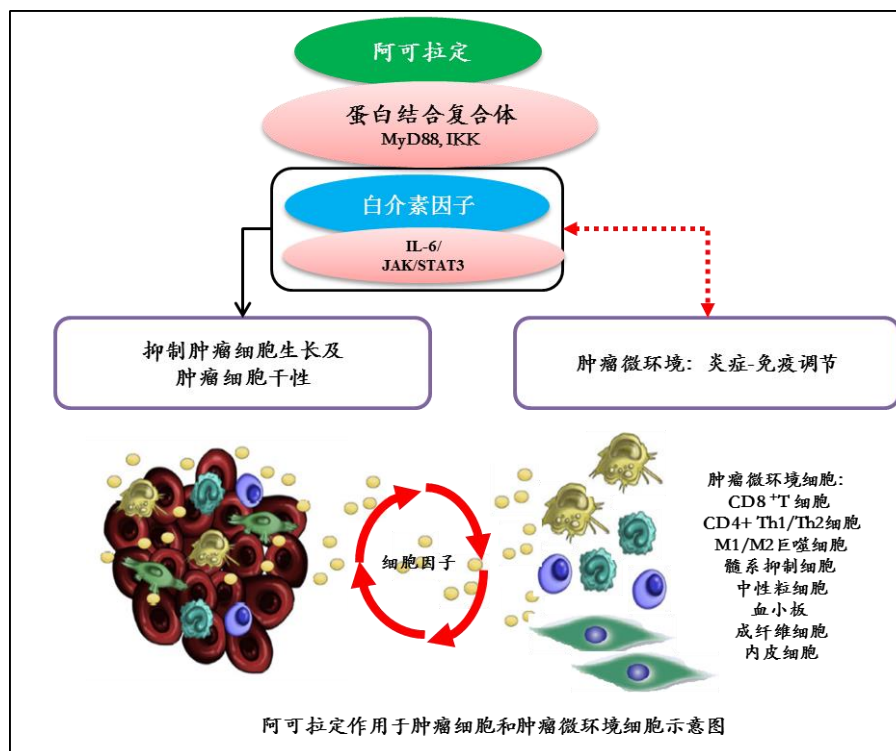 阿可拉定
蛋白结合复合体
MyD88, IKK
白介素因子
IL-6/
JAK/STAT3
抑制肿瘤细胞生长及
肿瘤细胞干性
肿瘤微环境：炎症-免疫调节
细胞因子
肿瘤微环境细胞：
CD8 +T 细胞
CD4+ Th1/Th2细胞
M1/M2巨噬细胞
髓系抑制细胞
中性粒细胞
血小板
成纤维细胞
内皮细胞
阿可拉定作用于肿瘤细胞和肿瘤微环境细胞示意图